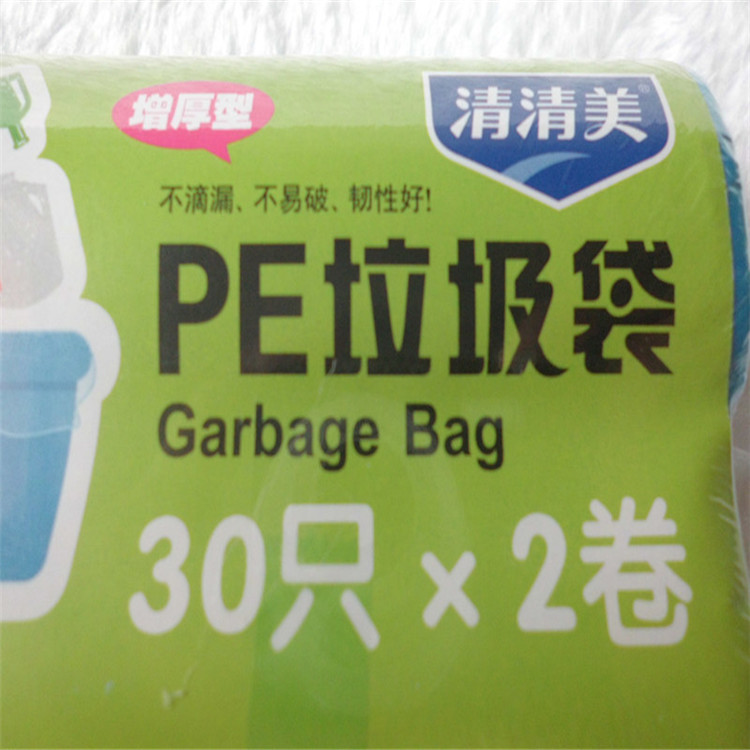 增厚型
清清美®
不滴漏、不易破、韧性好!
PE垃圾袋
Garbage Bag
30只×2卷